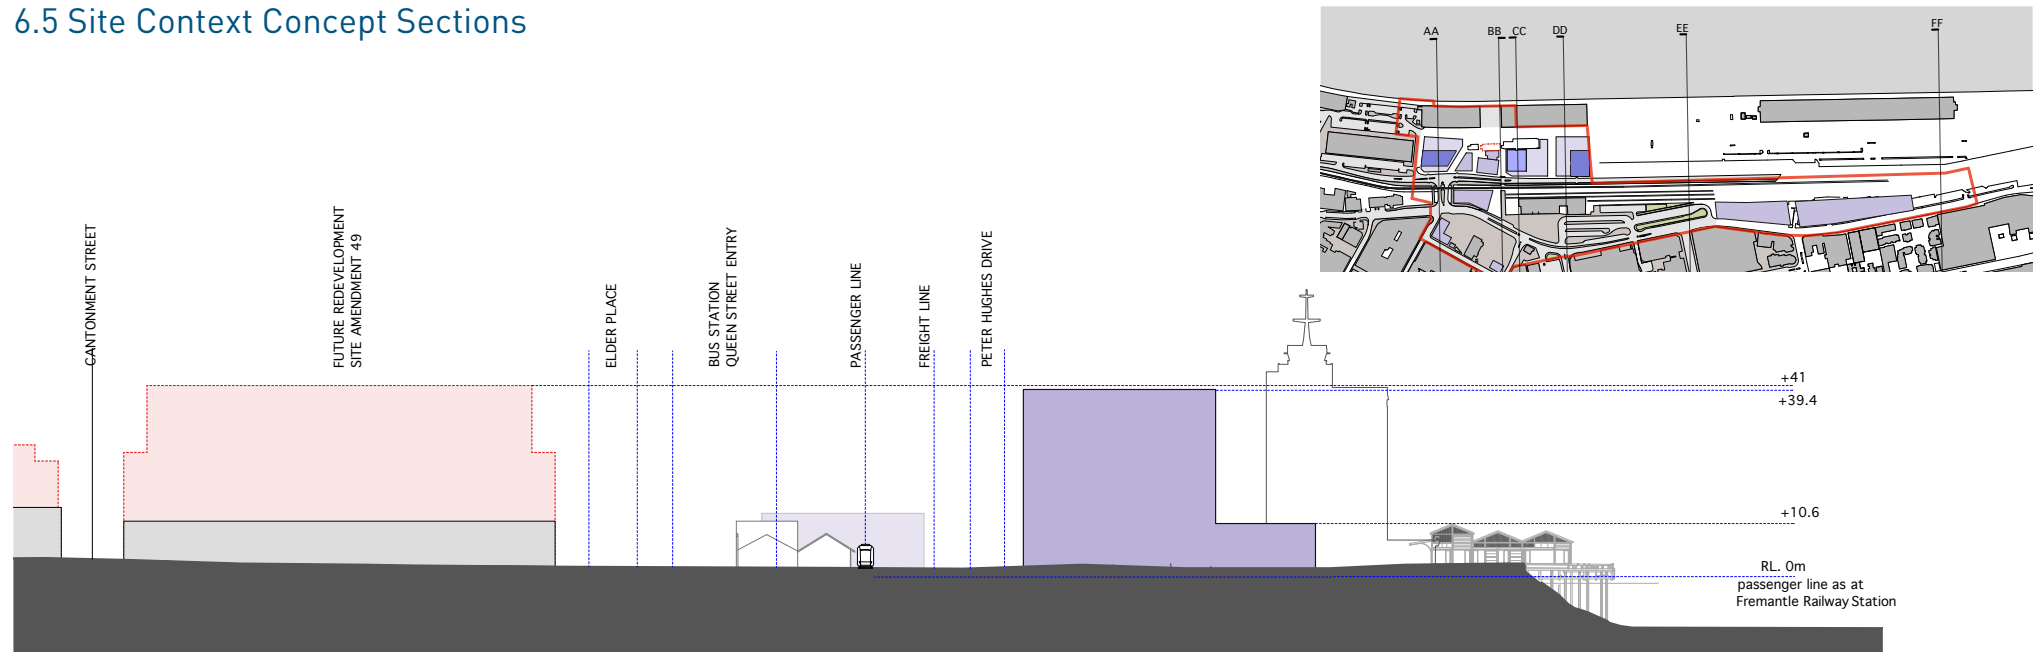 6.5 Site Context Concept Sections
AA
BB
CC
DD
EE
FF
CANTONMENT STREET
FUTURE REDEVELOPMENT
SITE AMENDMENT 49
ELDER PLACE
BUS STATION
QUEEN STREET ENTRY
PASSENGER LINE
FREIGHT LINE
PETER HUGHES DRIVE
+41
+39.4
+10.6
RL. 0m
passenger line as at
Fremantle Railway Station